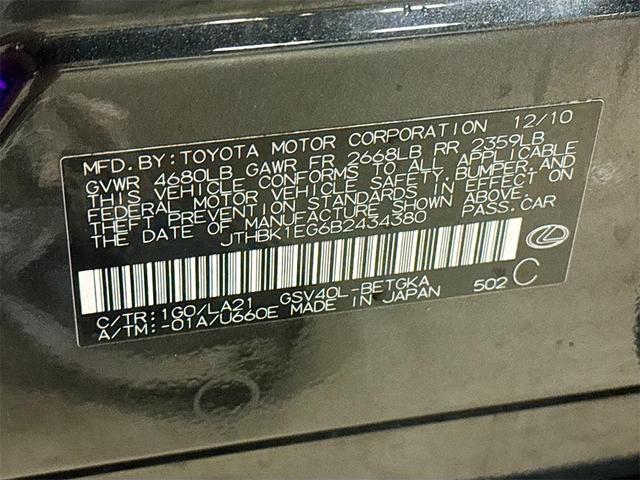 MFD. BY: TOYOTA MOTOR CORPORATION 12/10
GVWR 4680LB GAWR FR 2668LB RR 2359LB
THIS VEHICLE CONFORMS TO ALL APPLICABLE
FEDERAL MOTOR VEHICLE SAFETY, BUMPER, AND
THEFT PREVENTION STANDARDS IN EFFECT ON
THE DATE OF MANUFACTURE SHOWN ABOVE.
JTHBK1EG6B2434380 PASS. CAR
C/TR: 1G0/LA21 GSV40L-BETGKA
A/TM: -01A/U660E MADE IN JAPAN 502 C